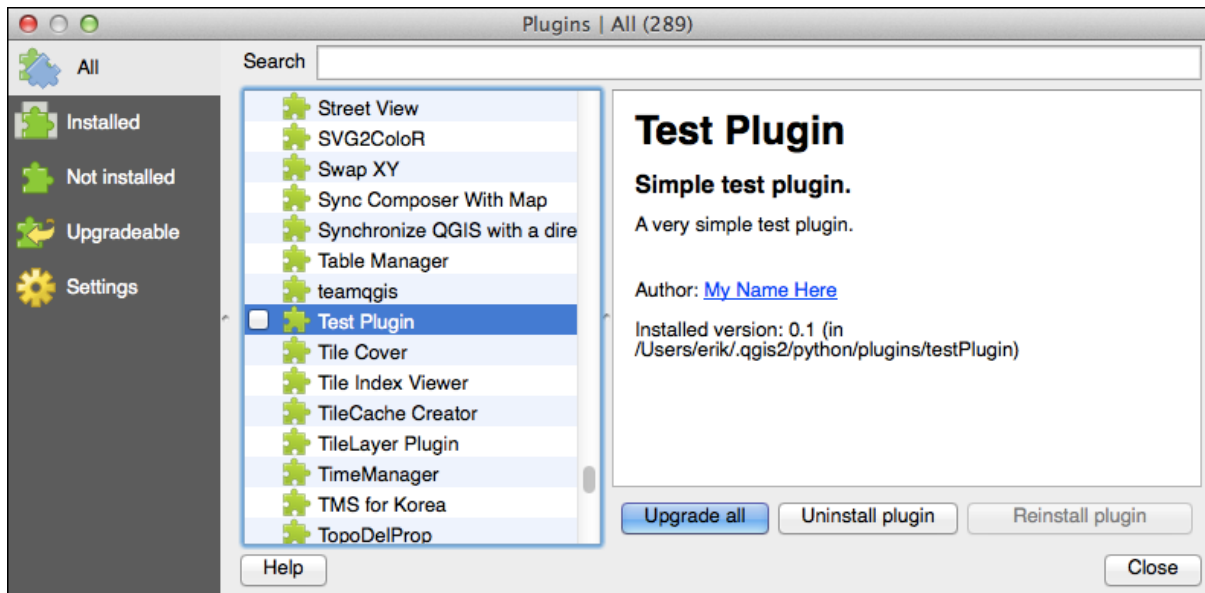 Plugins | All (289)
All
Installed
Not installed
Upgradeable
Settings
Search
Street View
SVG2ColoR
Swap XY
Sync Composer With Map
Synchronize QGIS with a dire
Table Manager
teamqgis
Test Plugin
Tile Cover
Tile Index Viewer
TileCache Creator
TileLayer Plugin
TimeManager
TMS for Korea
TopoDelProp
Test Plugin
Simple test plugin.
A very simple test plugin.
Author: My Name Here
Installed version: 0.1 (in
/Users/erik/.qgis2/python/plugins/testPlugin)
Upgrade all
Uninstall plugin
Reinstall plugin
Help
Close